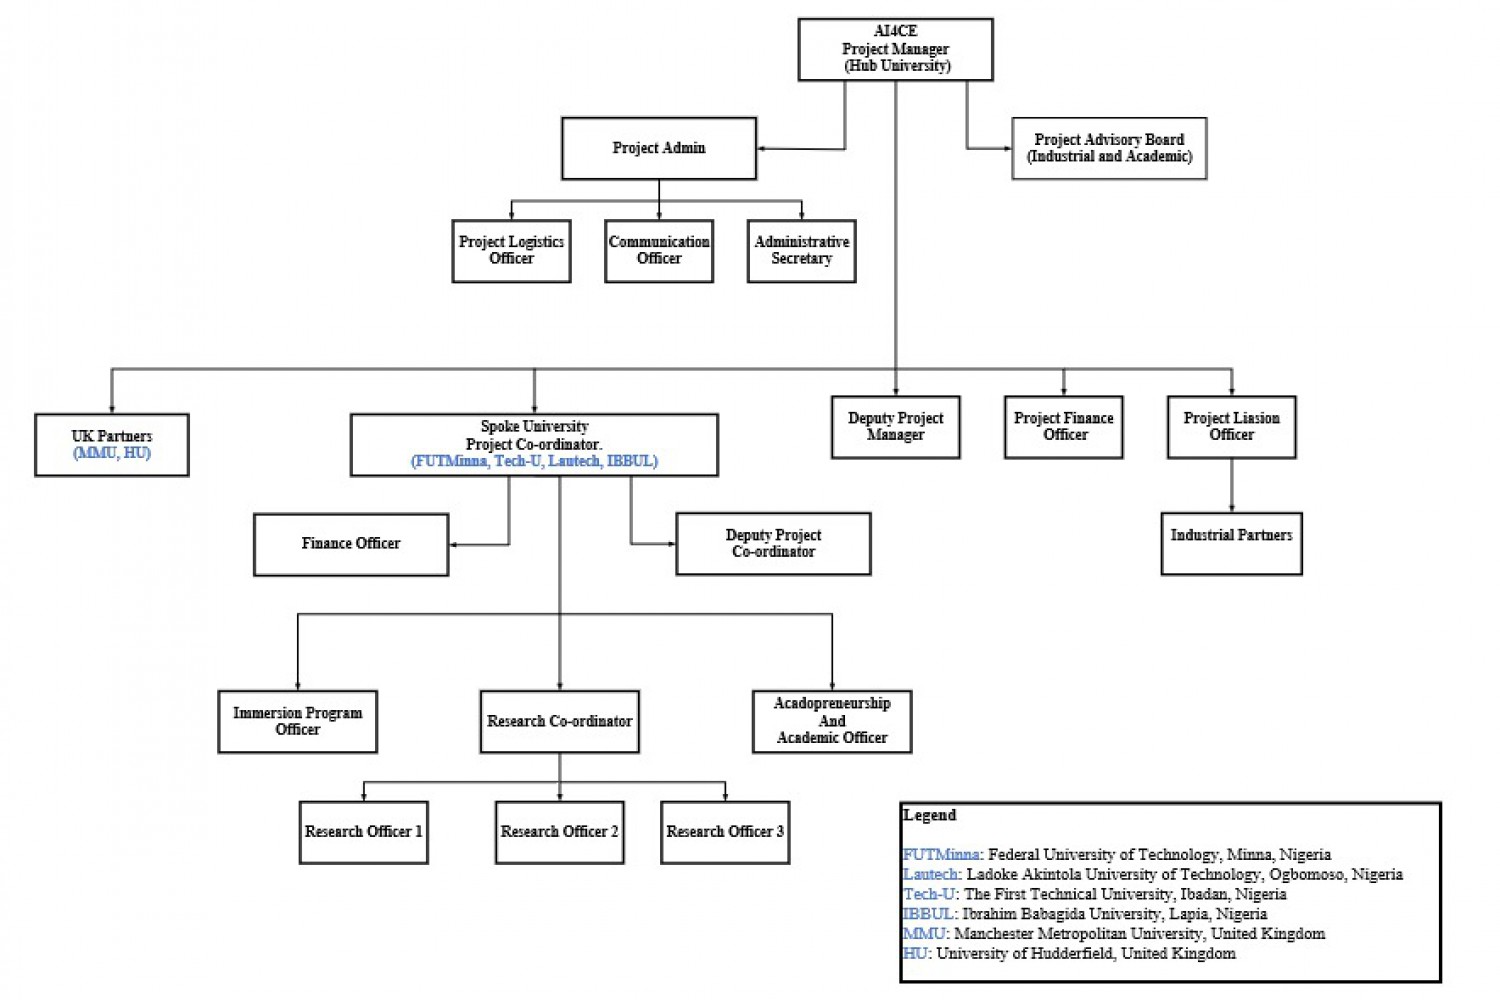 AI4CE
Project Manager
(Hub University)
Project Admin
Project Advisory Board
(Industrial and Academic)
Project Logistics
Officer
Communication
Officer
Administrative
Secretary
UK Partners
(MMU, HU)
Spoke University
Project Co-ordinator.
(FUTMinna, Tech-U, Lautech, IBBUL)
Deputy Project
Manager
Project Finance
Officer
Project Liasion
Officer
Finance Officer
Deputy Project
Co-ordinator
Industrial Partners
Immersion Program
Officer
Research Co-ordinator
Acadopreneurship
And
Academic Officer
Research Officer 1
Research Officer 2
Research Officer 3
Legend
FUTMinna: Federal University of Technology, Minna, Nigeria
Lautech: Ladoke Akintola University of Technology, Ogbomoso, Nigeria
Tech-U: The First Technical University, Ibadan, Nigeria
IBBUL: Ibrahim Babagida University, Lapia, Nigeria
MMU: Manchester Metropolitan University, United Kingdom
HU: University of Hudderfield, United Kingdom